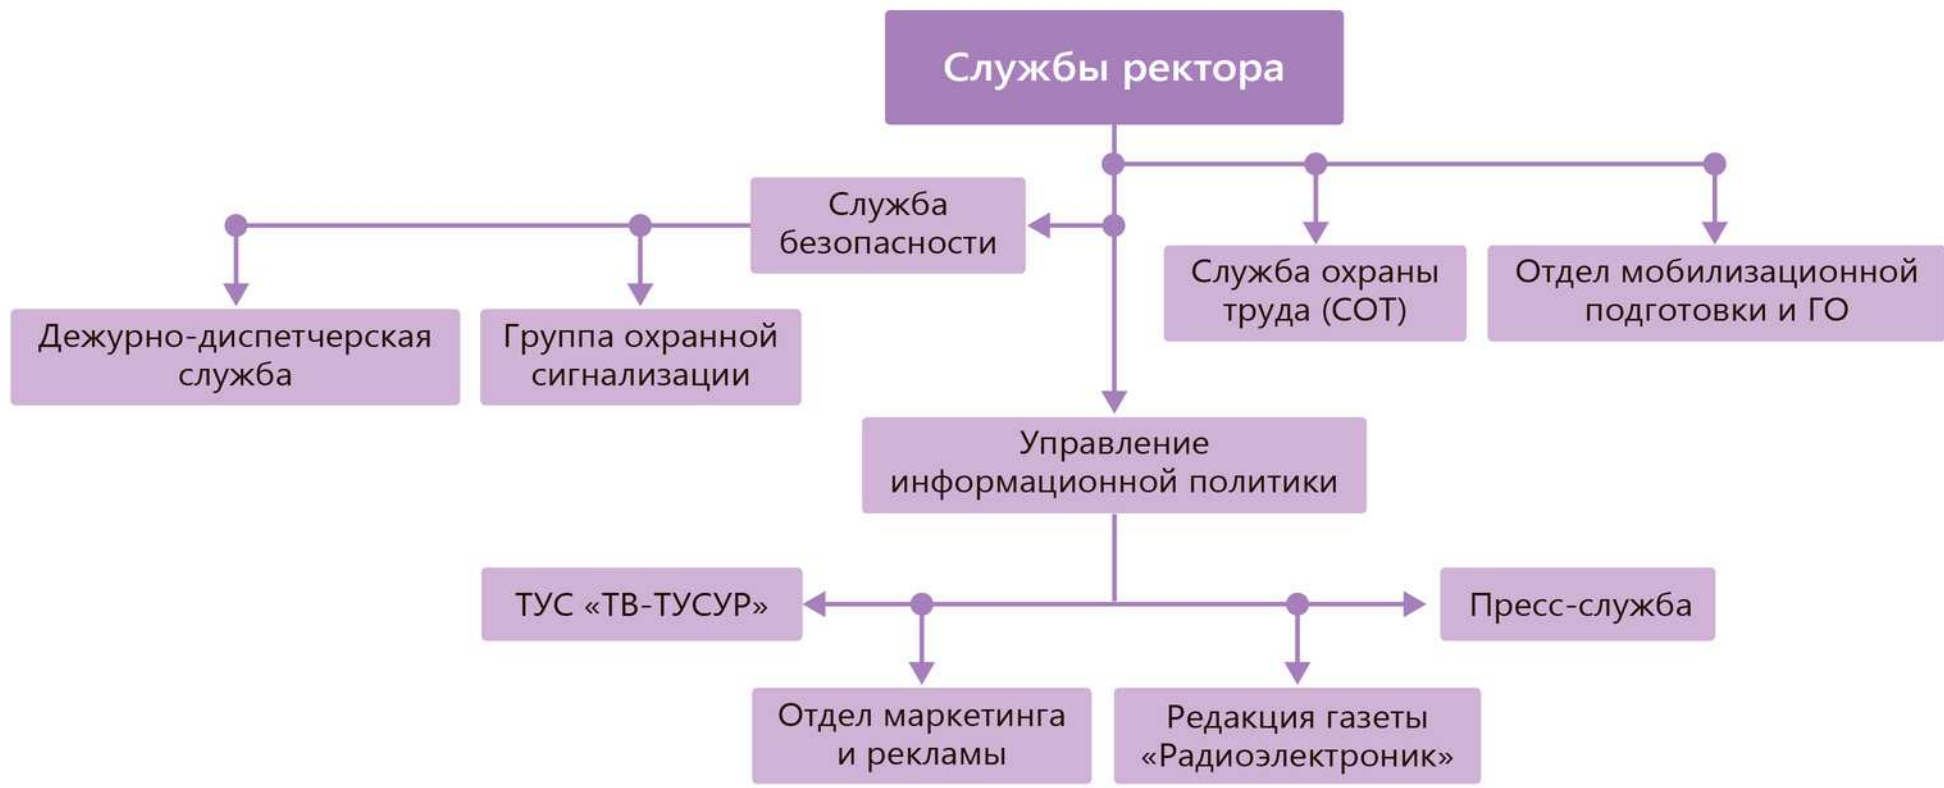 Службы ректора
Служба
безопасности
Служба охраны
труда (СОТ)
Отдел мобилизационной
подготовки и ГО
Дежурно-диспетчерская
служба
Группа охранной
сигнализации
Управление
информационной политики
ТУС «ТВ-ТУСУР»
Пресс-служба
Отдел маркетинга
и рекламы
Редакция газеты
«Радиоэлектроник»